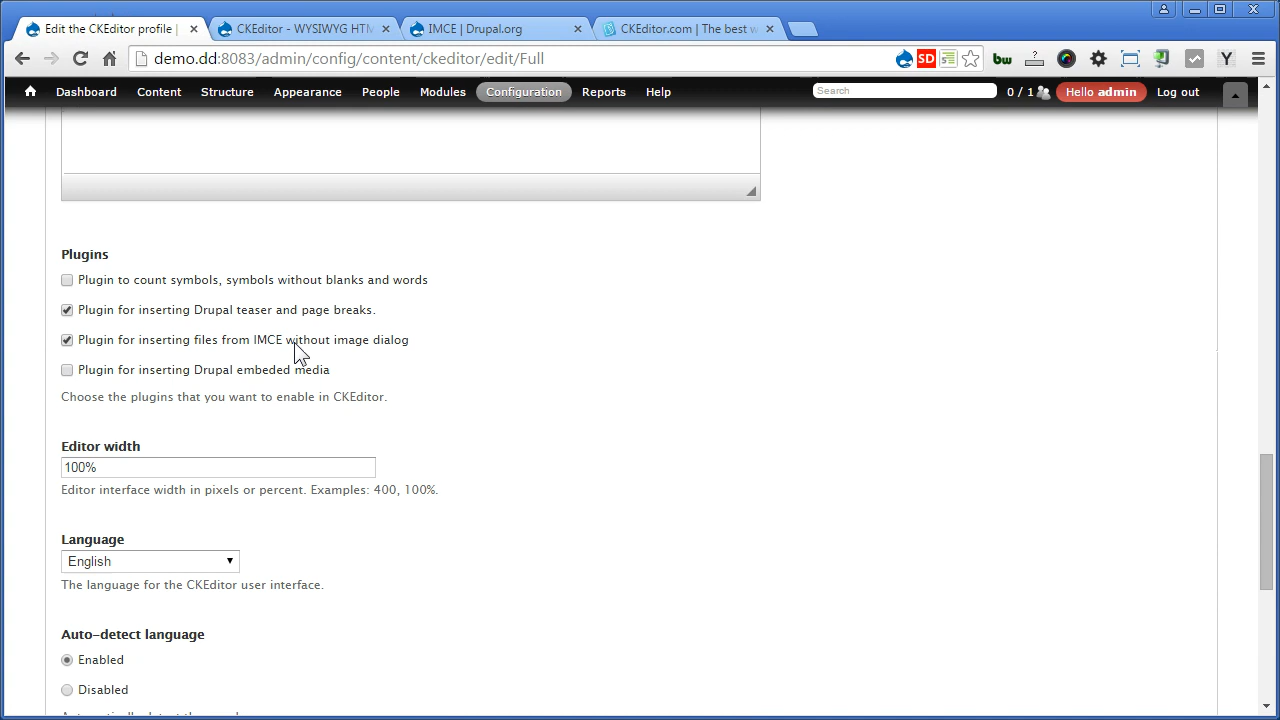 Edit the CKEditor profile |
CKEditor - WYSIWYG HTM
IMCE | Drupal.org
CKEditor.com | The best w
demo.dd:8083/admin/config/content/ckeditor/edit/Full
SD
bw
Y
Dashboard Content Structure Appearance People Modules Configuration Reports Help
Search
0 / 1
Hello admin
Log out
Plugins
Plugin to count symbols, symbols without blanks and words
Plugin for inserting Drupal teaser and page breaks.
Plugin for inserting files from IMCE without image dialog
Plugin for inserting Drupal embeded media
Choose the plugins that you want to enable in CKEditor.
Editor width
100%
Editor interface width in pixels or percent. Examples: 400, 100%.
Language
English
The language for the CKEditor user interface.
Auto-detect language
Enabled
Disabled